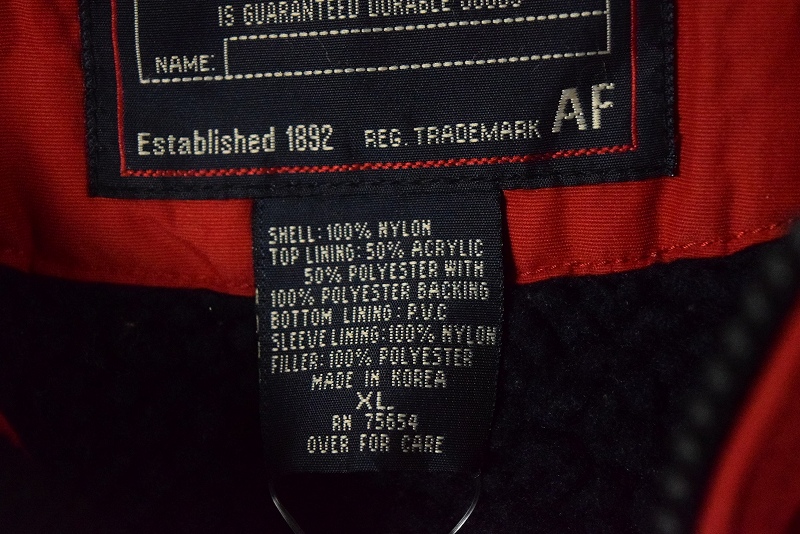 IS GUARANTEED DURABLE GOODS
NAME:
Established 1892 REG. TRADEMARK AF
SHELL: 100% NYLON
TOP LINING: 50% ACRYLIC
50% POLYESTER WITH
100% POLYESTER BACKING
BOTTOM LINING: P.V.C
SLEEVE LINING: 100% NYLON
FILLER: 100% POLYESTER
MADE IN KOREA
XL
RN 75654
OVER FOR CARE